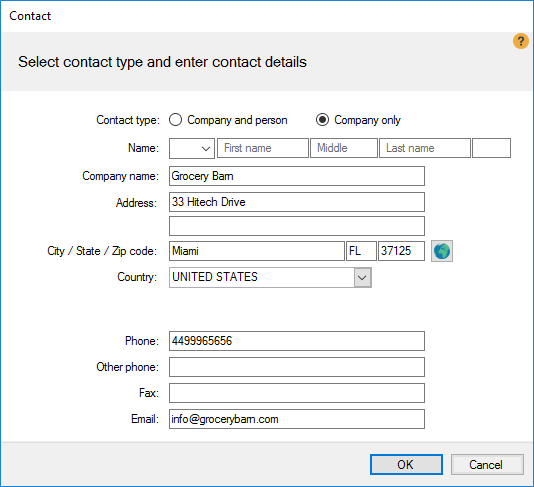 Contact
?
Select contact type and enter contact details
Contact type: Company and person Company only
Name: First name Middle Last name
Company name: Grocery Barn
Address: 33 Hitech Drive
City / State / Zip code: Miami FL 37125
Country: UNITED STATES
Phone: 4499965656
Other phone:
Fax:
Email: info@grocerybarn.com
OK Cancel